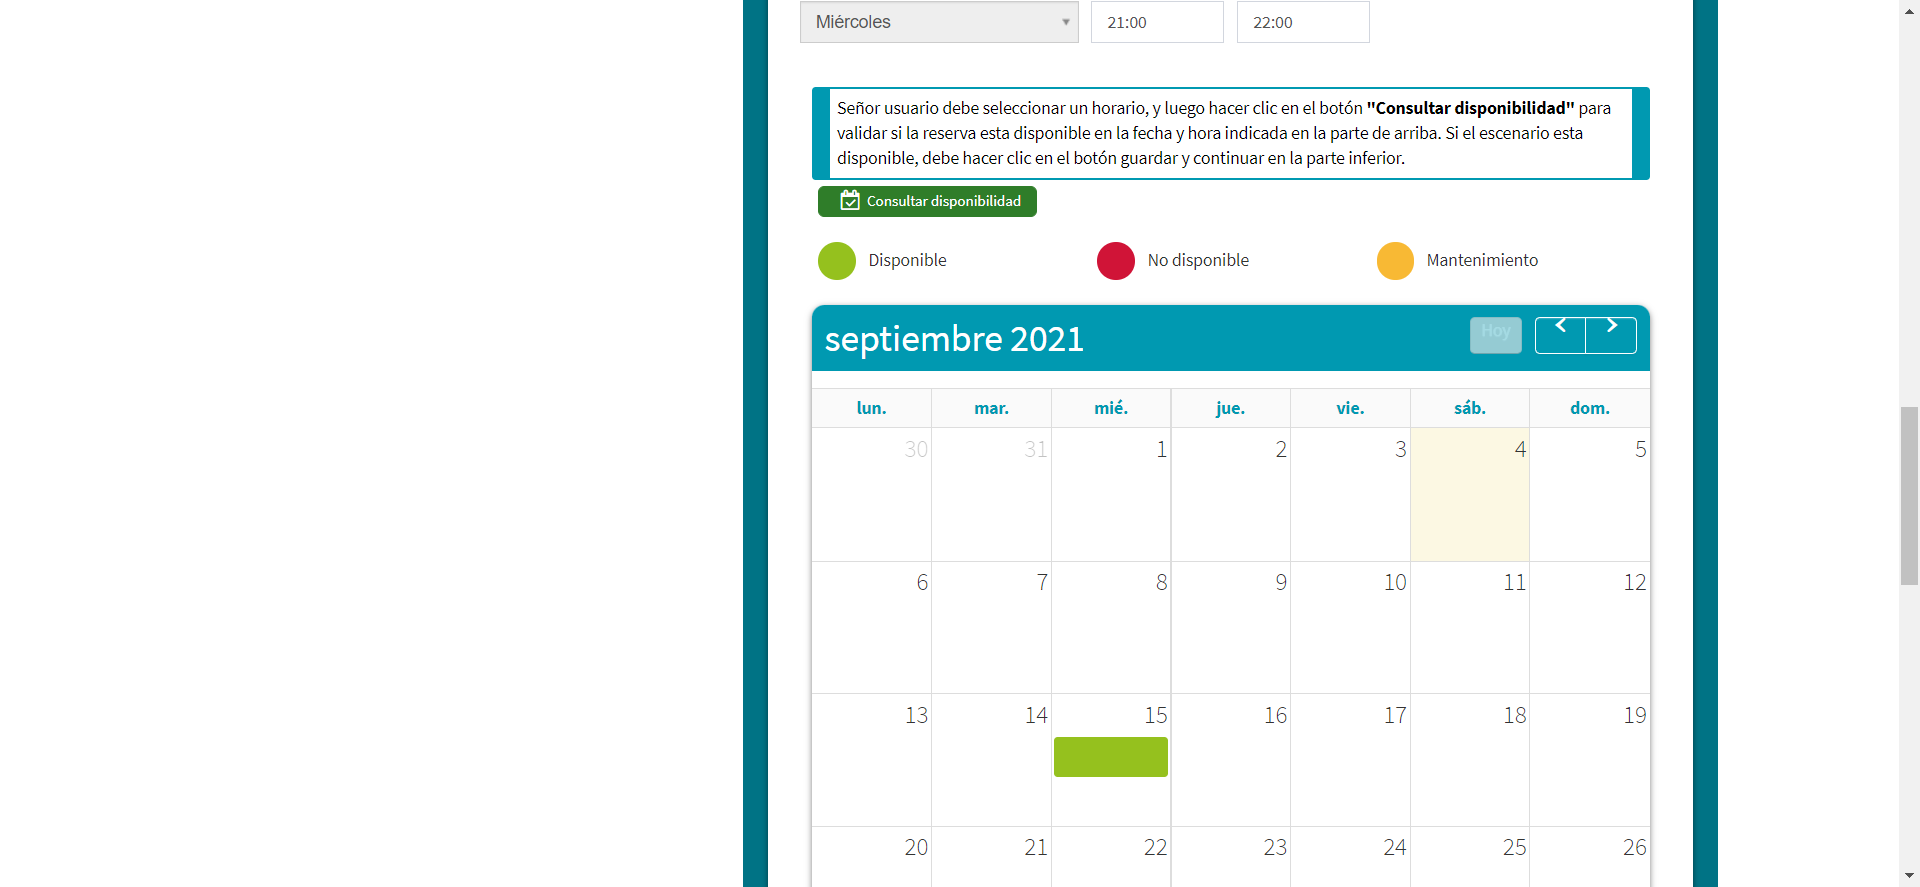 Miércoles 21:00 22:00
Señor usuario debe seleccionar un horario, y luego hacer clic en el botón "Consultar disponibilidad" para
validar si la reserva esta disponible en la fecha y hora indicada en la parte de arriba. Si el escenario esta
disponible, debe hacer clic en el botón guardar y continuar en la parte inferior.
Consultar disponibilidad
Disponible No disponible Mantenimiento
septiembre 2021 Hoy
lun. mar. mié. jue. vie. sáb. dom.
30 31 1 2 3 4 5
6 7 8 9 10 11 12
13 14 15 16 17 18 19
20 21 22 23 24 25 26